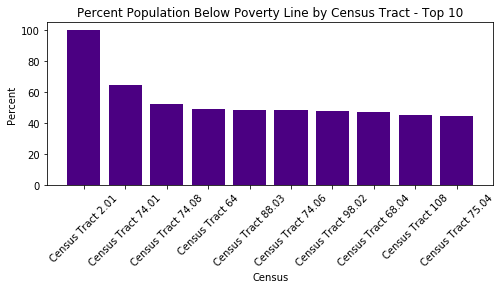 Percent Population Below Poverty Line by Census Tract - Top 10
100
80
60
40
20
0
Percent
Census Tract 2.01
Census Tract 74.01
Census Tract 74.08
Census Tract 64
Census Tract 88.03
Census Tract 74.06
Census Tract 98.02
Census Tract 68.04
Census Tract 108
Census Tract 75.04
Census